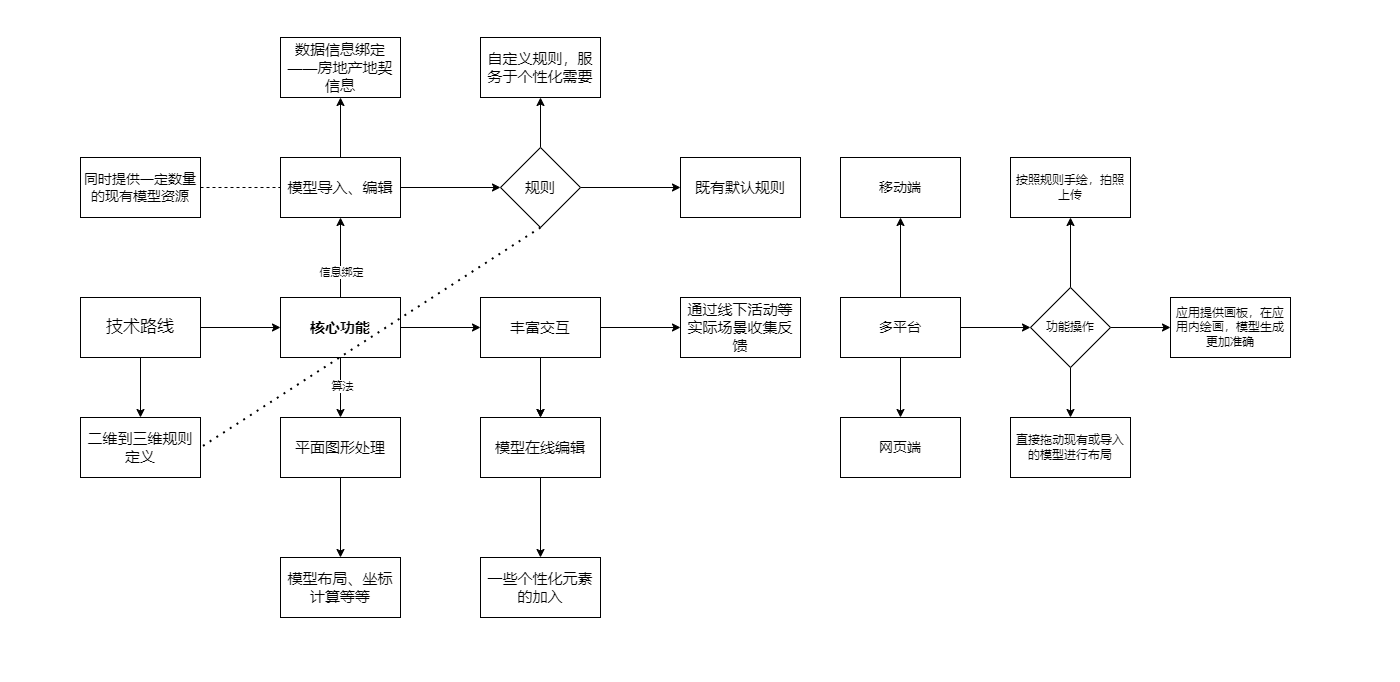 数据信息绑定
——房地产地契
信息
自定义规则，服
务于个性化需要
同时提供一定数量
的现有模型资源
模型导入、编辑
规则
既有默认规则
移动端
按照规则手绘，拍照
上传
信息绑定
技术路线
核心功能
丰富交互
通过线下活动等
实际场景收集反
馈
多平台
功能操作
应用提供画板，在应
用内绘画，模型生成
更加准确
算法
二维到三维规则
定义
平面图形处理
模型在线编辑
网页端
直接拖动现有或导入
的模型进行布局
模型布局、坐标
计算等等
一些个性化元素
的加入